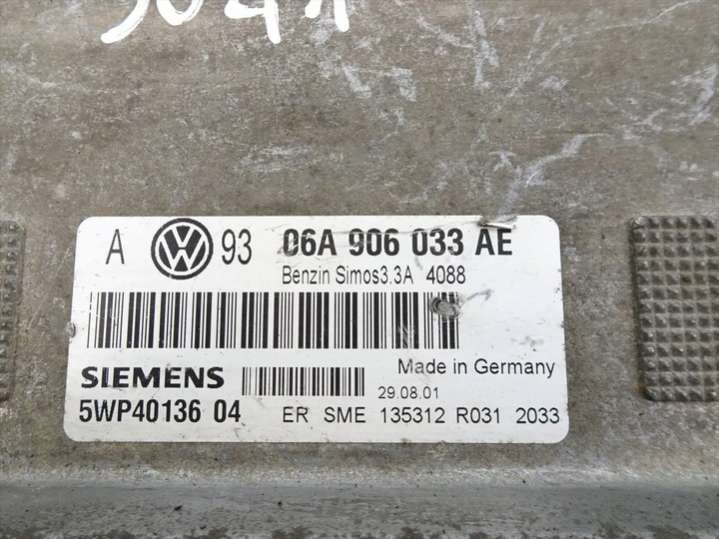 A VW 93 06A 906 033 AE
Benzin Simos3.3A 4088
Made in Germany
SIEMENS 29.08.01
5WP40136 04 ER SME 135312 R031 2033